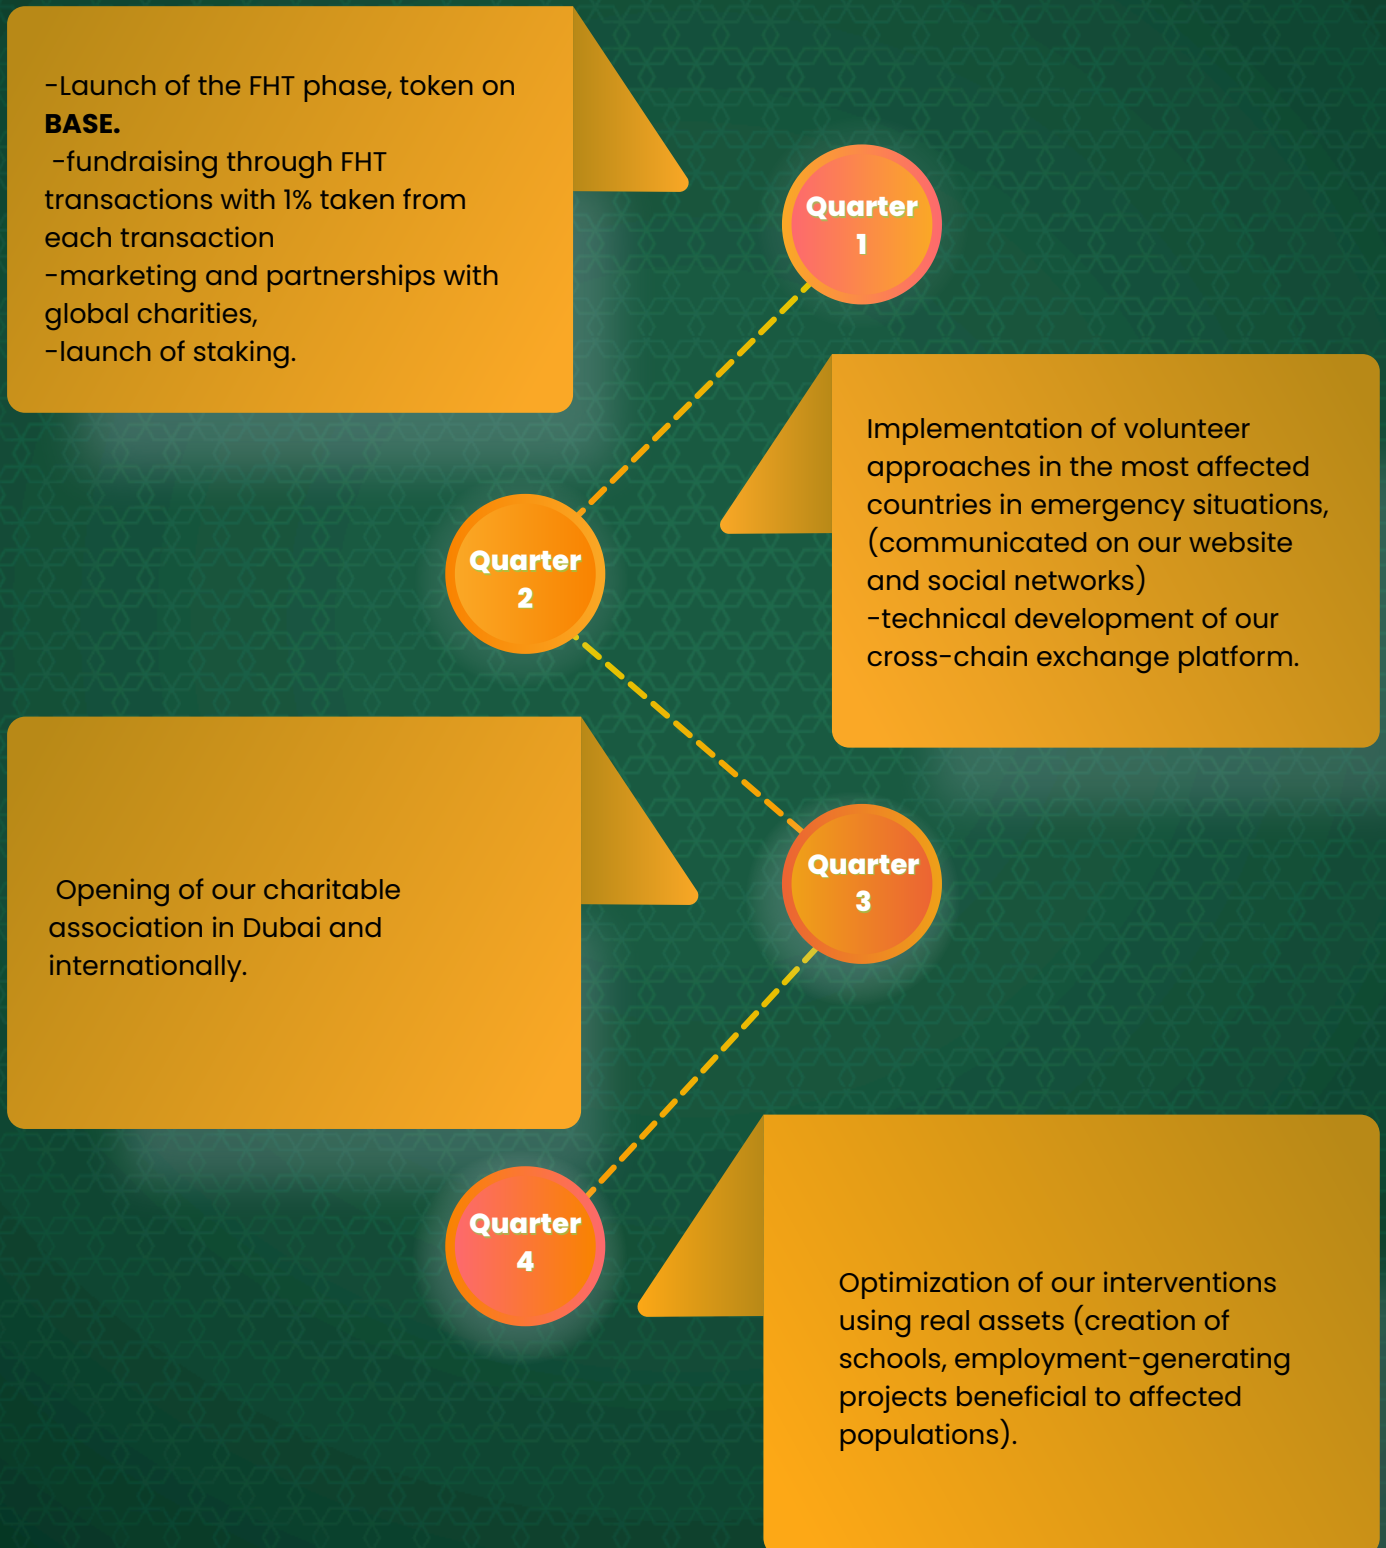 -Launch of the FHT phase, token on
BASE.
-fundraising through FHT
transactions with 1% taken from
each transaction
-marketing and partnerships with
global charities,
-launch of staking.
Quarter
1
Implementation of volunteer
approaches in the most affected
countries in emergency situations,
(communicated on our website
and social networks)
-technical development of our
cross-chain exchange platform.
Quarter
2
Opening of our charitable
association in Dubai and
internationally.
Quarter
3
Quarter
4
Optimization of our interventions
using real assets (creation of
schools, employment-generating
projects beneficial to affected
populations).